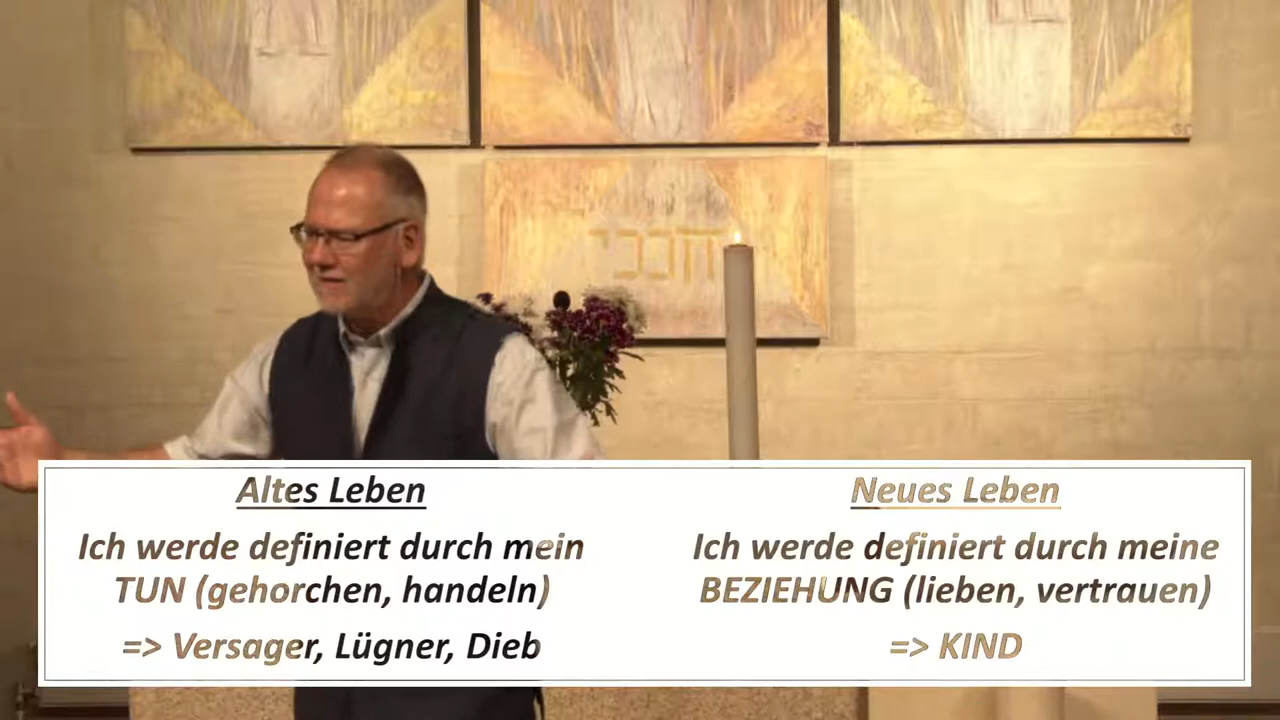 הנני
Altes Leben
Ich werde definiert durch mein
TUN (gehorchen, handeln)
=> Versager, Lügner, Dieb
Neues Leben
Ich werde definiert durch meine
BEZIEHUNG (lieben, vertrauen)
=> KIND